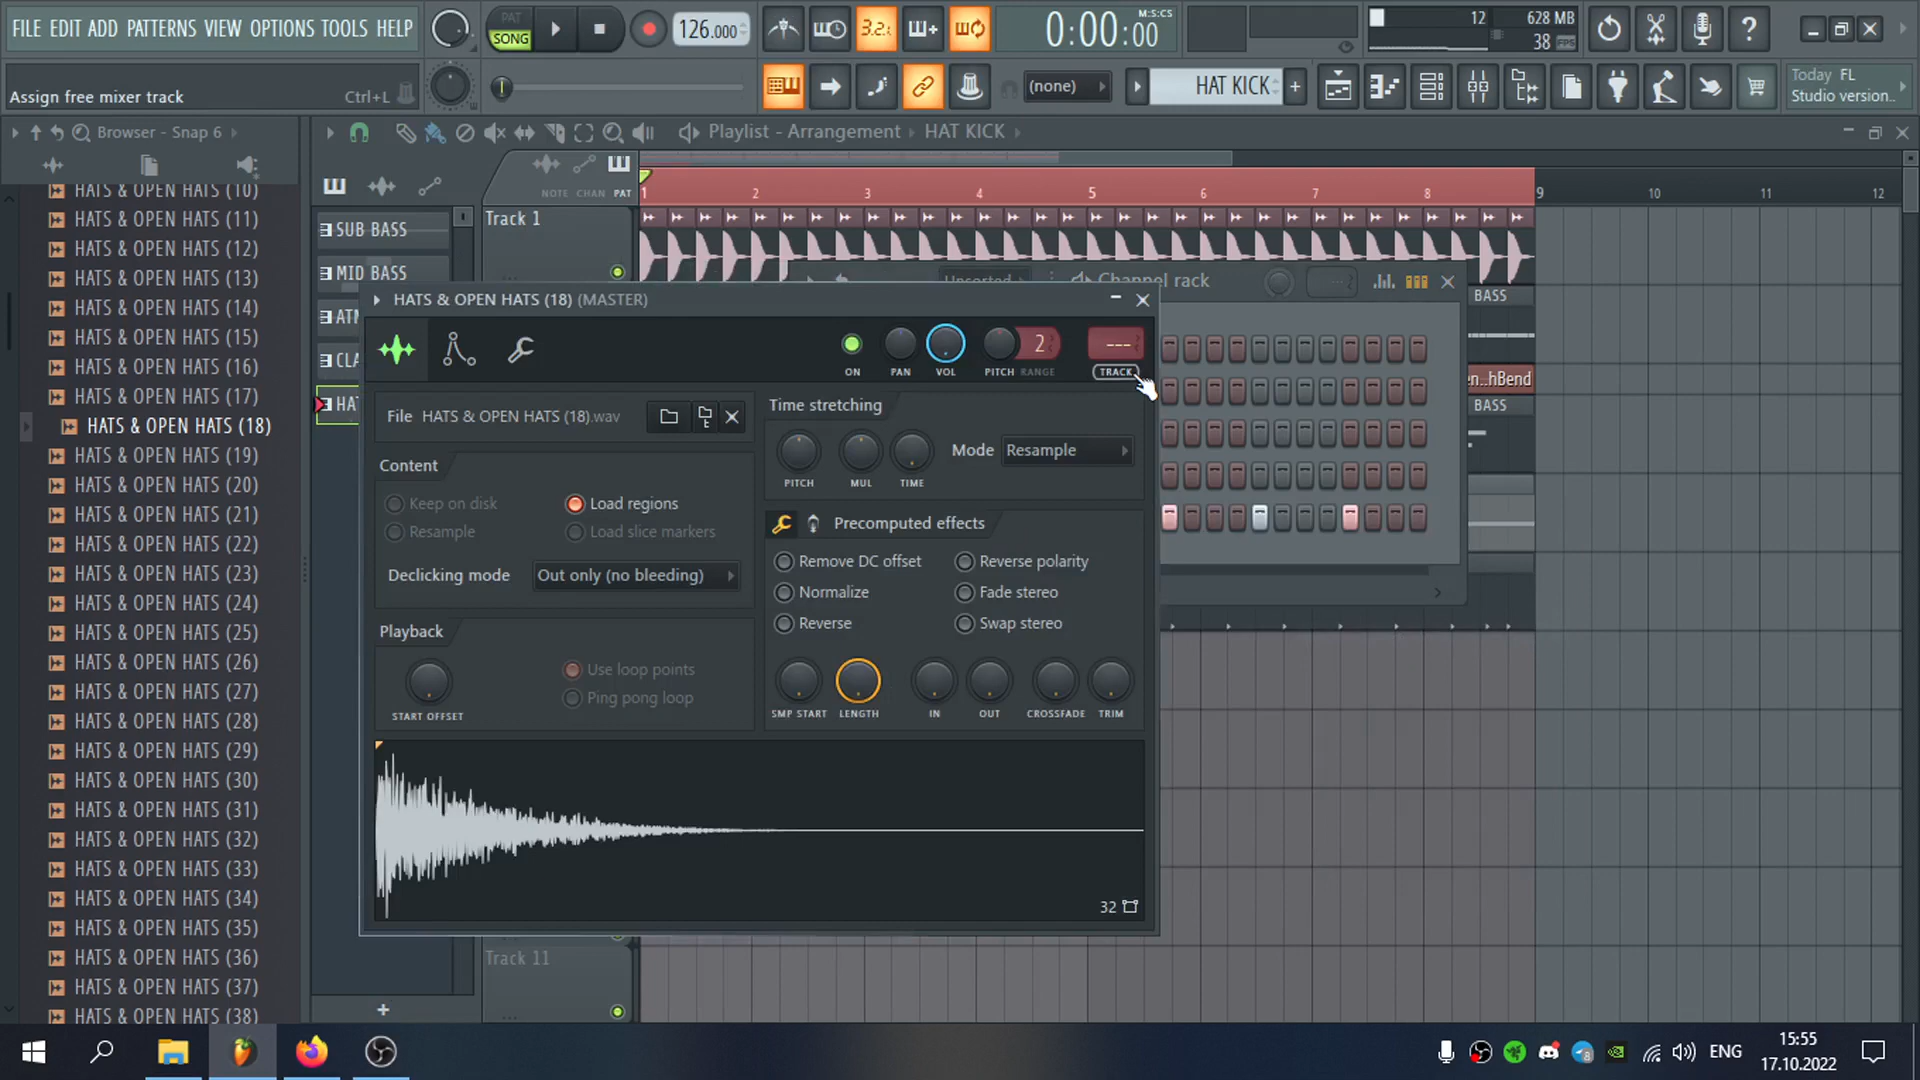 FILE EDIT ADD PATTERNS VIEW OPTIONS TOOLS HELP
PAT
SONG
126.000
3.2.
0:00:00
M:S:CS
12
628 MB
38
Assign free mixer track
Ctrl+L
(none)
HAT KICK
Today FL
Studio version..
Browser - Snap 6
Playlist - Arrangement
HAT KICK
NOTE
CHAN
PAT
1
2
3
4
5
6
7
8
9
10
11
12
HATS & OPEN HATS (10)
HATS & OPEN HATS (11)
HATS & OPEN HATS (12)
HATS & OPEN HATS (13)
HATS & OPEN HATS (14)
HATS & OPEN HATS (15)
HATS & OPEN HATS (16)
HATS & OPEN HATS (17)
HATS & OPEN HATS (18)
HATS & OPEN HATS (19)
HATS & OPEN HATS (20)
HATS & OPEN HATS (21)
HATS & OPEN HATS (22)
HATS & OPEN HATS (23)
HATS & OPEN HATS (24)
HATS & OPEN HATS (25)
HATS & OPEN HATS (26)
HATS & OPEN HATS (27)
HATS & OPEN HATS (28)
HATS & OPEN HATS (29)
HATS & OPEN HATS (30)
HATS & OPEN HATS (31)
HATS & OPEN HATS (32)
HATS & OPEN HATS (33)
HATS & OPEN HATS (34)
HATS & OPEN HATS (35)
HATS & OPEN HATS (36)
HATS & OPEN HATS (37)
HATS & OPEN HATS (38)
SUB BASS
MID BASS
ATM
CLA
HAT
Track 1
Channel rack
BASS
en..hBend
BASS
HATS & OPEN HATS (18) (MASTER)
ON
PAN
VOL
PITCH
RANGE
2
---
TRACK
File HATS & OPEN HATS (18).wav
Content
Keep on disk
Load regions
Resample
Load slice markers
Declicking mode
Out only (no bleeding)
Playback
START OFFSET
Use loop points
Ping pong loop
Time stretching
PITCH
MUL
TIME
Mode
Resample
Precomputed effects
Remove DC offset
Reverse polarity
Normalize
Fade stereo
Reverse
Swap stereo
SMP START
LENGTH
IN
OUT
CROSSFADE
TRIM
32
Track 11
ENG
15:55
17.10.2022